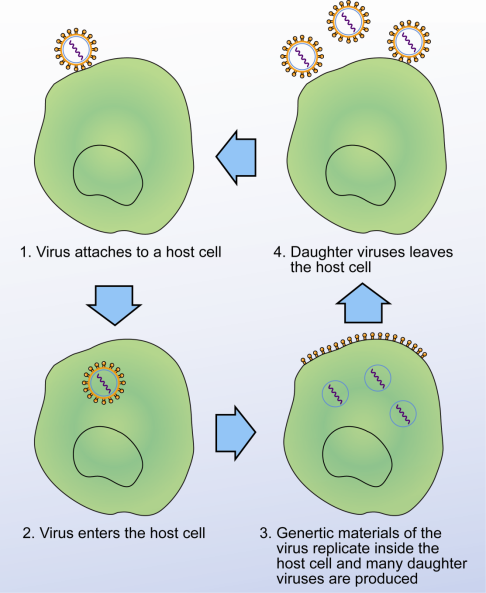 1. Virus attaches to a host cell
4. Daughter viruses leaves
the host cell
2. Virus enters the host cell
3. Genertic materials of the
virus replicate inside the
host cell and many daughter
viruses are produced